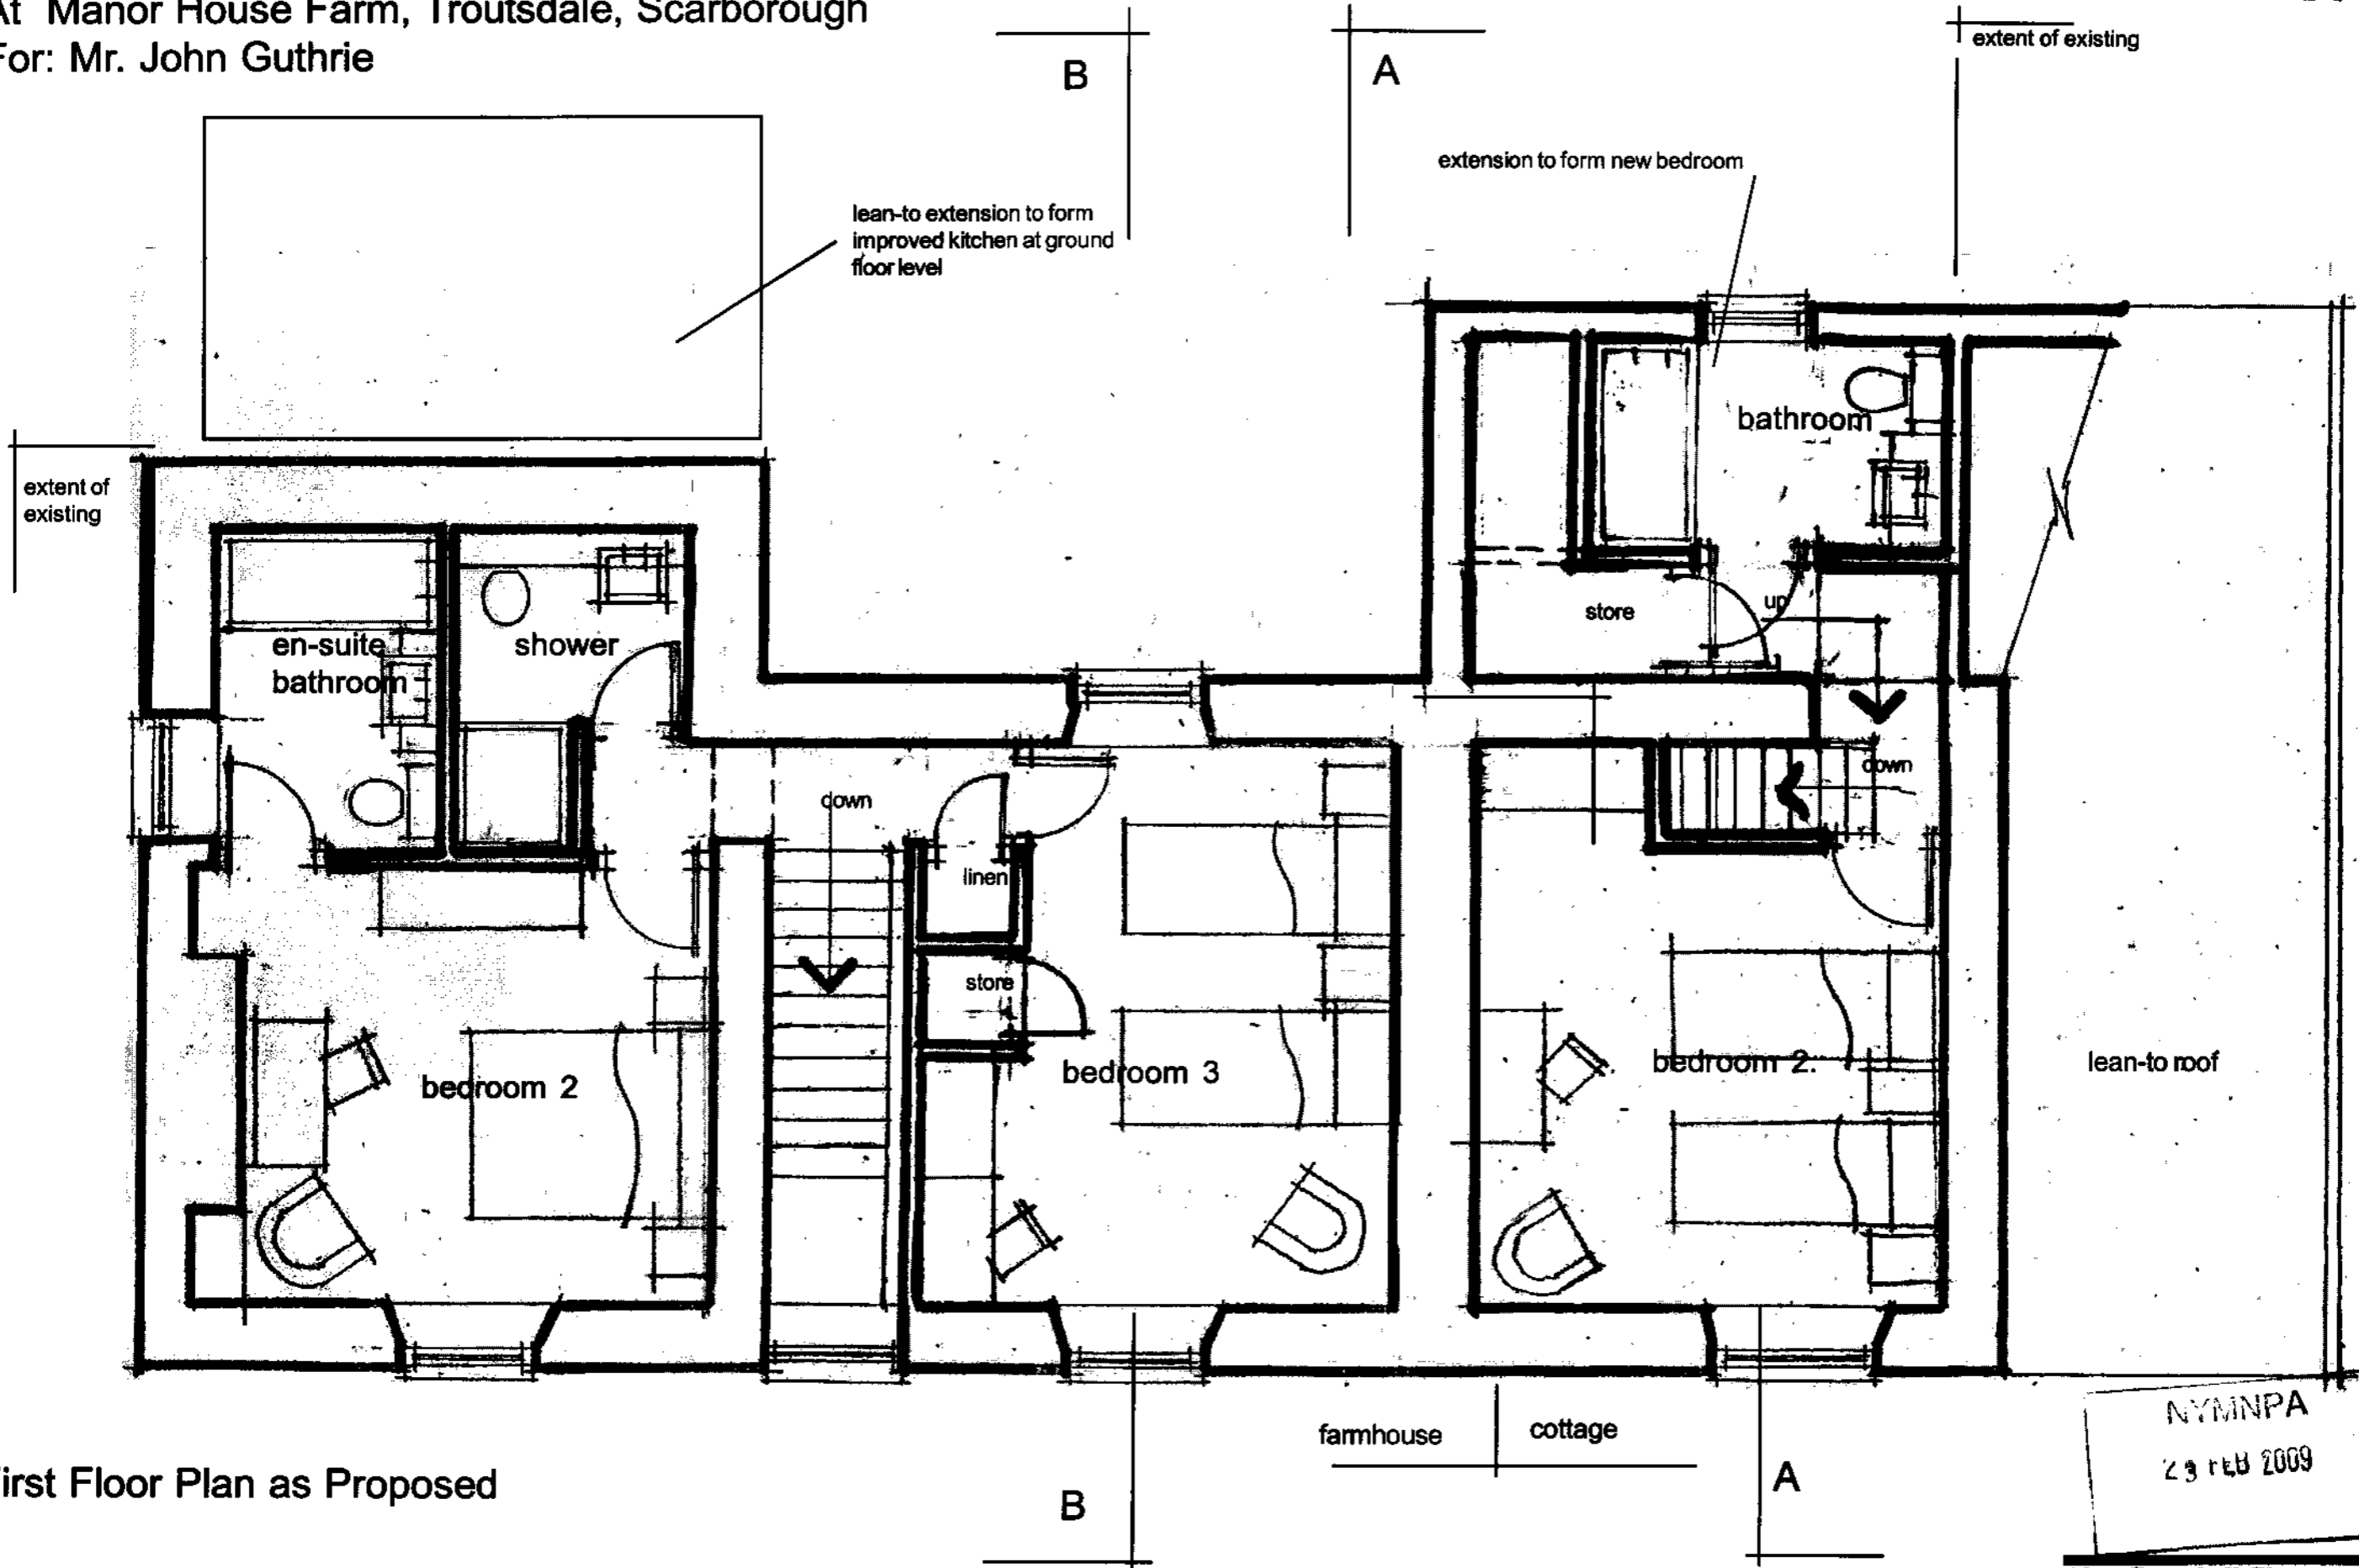 At Manor House Farm, Troutsdale, Scarborough
For: Mr. John Guthrie
B
A
extent of existing
extension to form new bedroom
lean-to extension to form
improved kitchen at ground
floor level
extent of
existing
bathroom
store
up
en-suite
bathroom
shower
down
down
linen
store
bedroom 2
bedroom 3
bedroom 2.
lean-to roof
farmhouse
cottage
B
A
First Floor Plan as Proposed
NYMNPA
FEB 2009